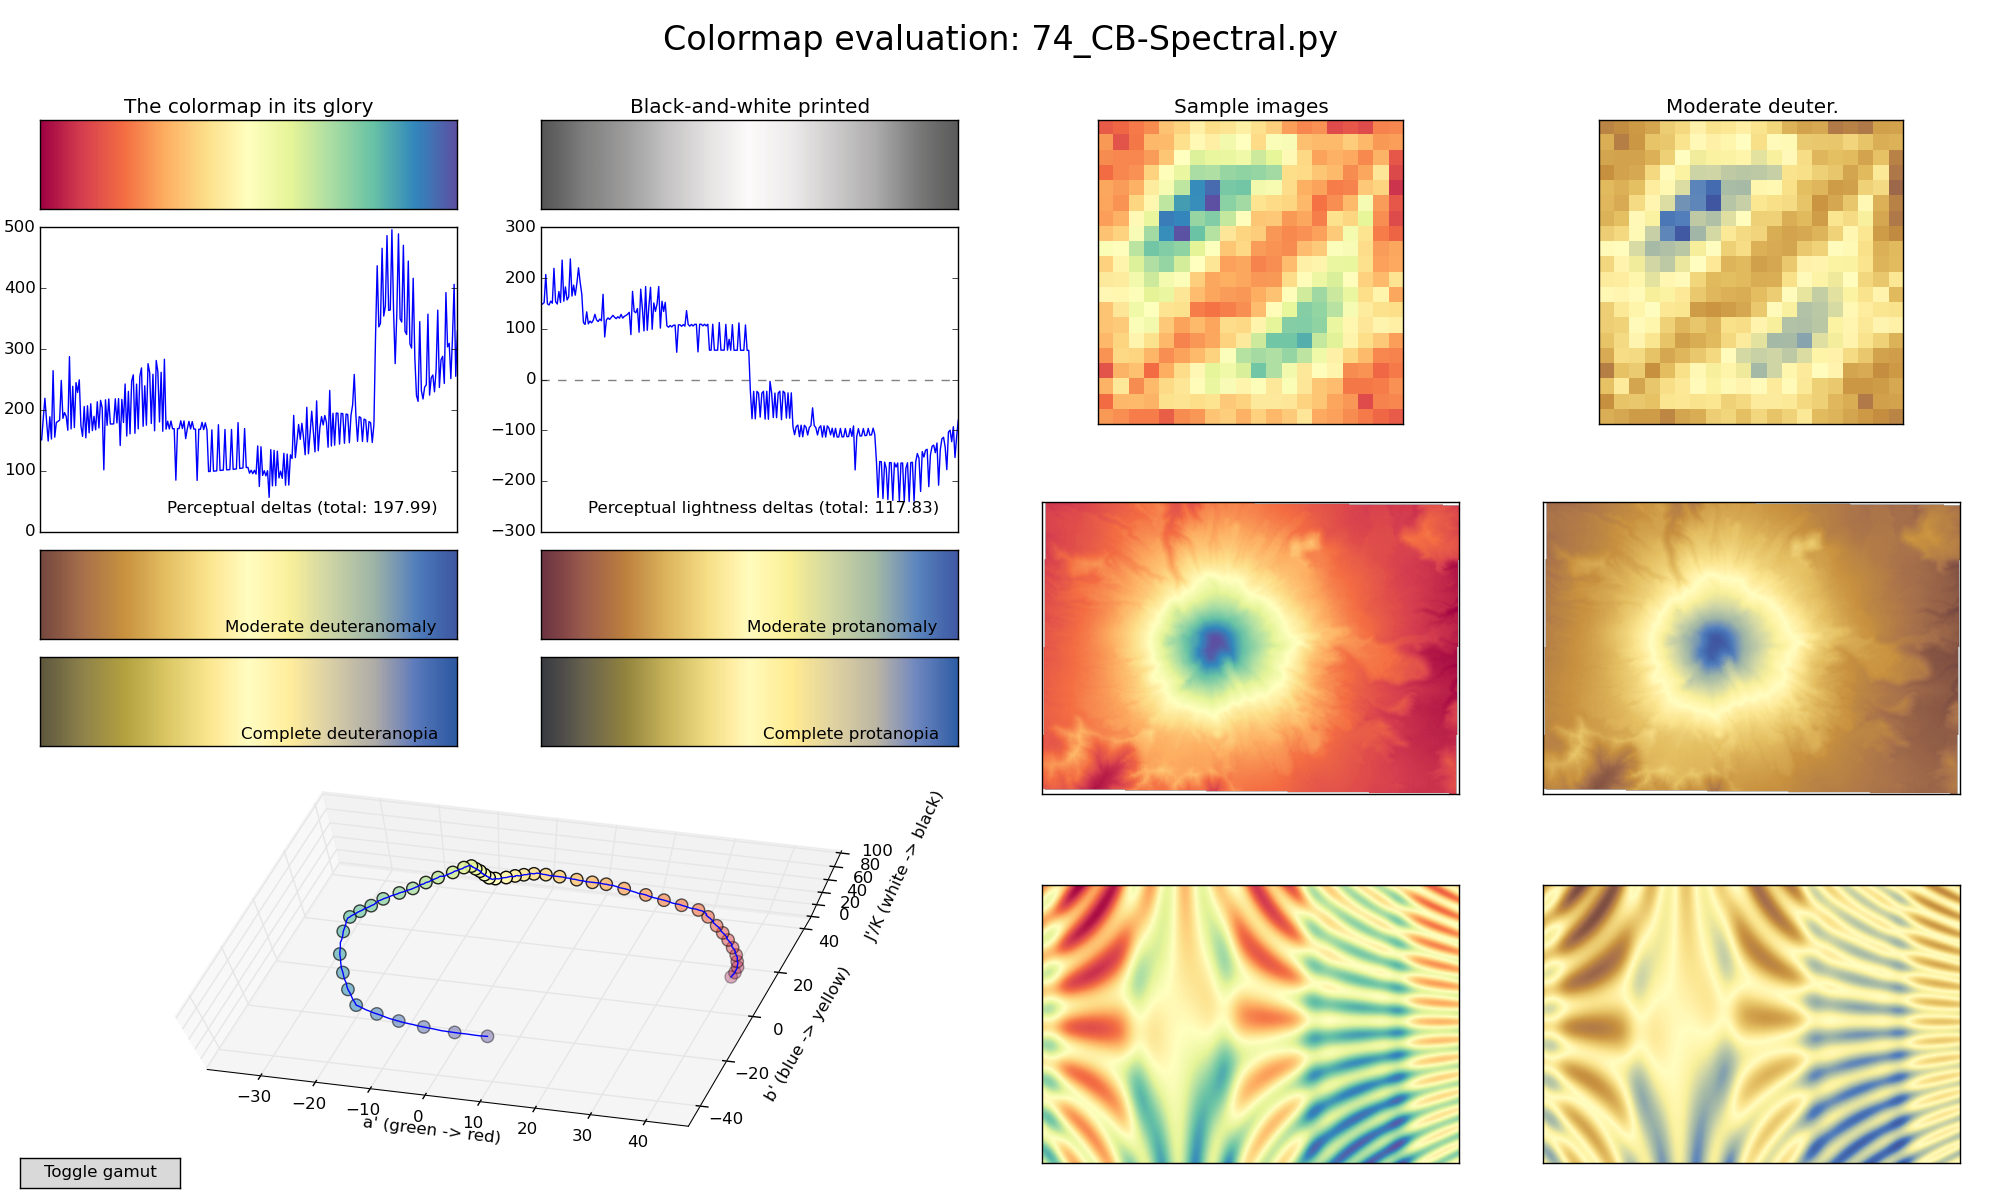 Colormap evaluation: 74_CB-Spectral.py
The colormap in its glory
Black-and-white printed
Sample images
Moderate deuter.
500
400
300
200
100
0
Perceptual deltas (total: 197.99)
300
200
100
0
−100
−200
−300
Perceptual lightness deltas (total: 117.83)
Moderate deuteranomaly
Moderate protanomaly
Complete deuteranopia
Complete protanopia
100
80
60
40
20
0
J'/K (white -> black)
40
20
0
−20
−40
b' (blue -> yellow)
−30
−20
−10
0
10
20
30
40
a' (green -> red)
Toggle gamut